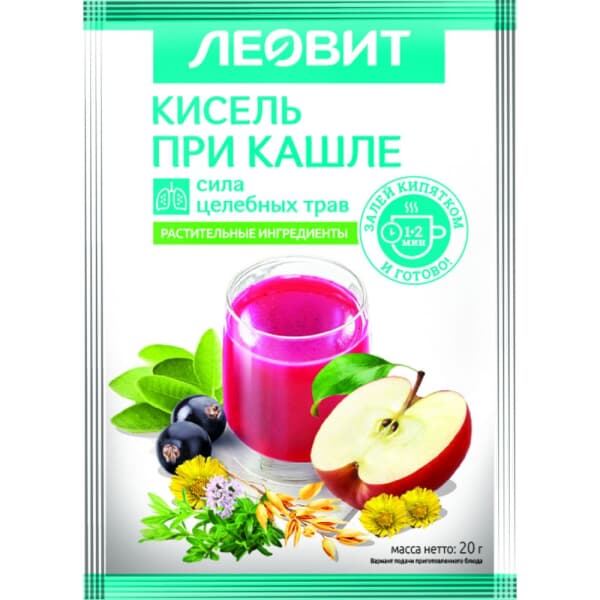 ЛЕОВИТ
КИСЕЛЬ
ПРИ КАШЛЕ
сила
целебных трав
РАСТИТЕЛЬНЫЕ ИНГРЕДИЕНТЫ
ЗАЛЕЙ КИПЯТКОМ
1-2
МИН
И ГОТОВО!
масса нетто: 20 г
Вариант подачи приготовленного блюда